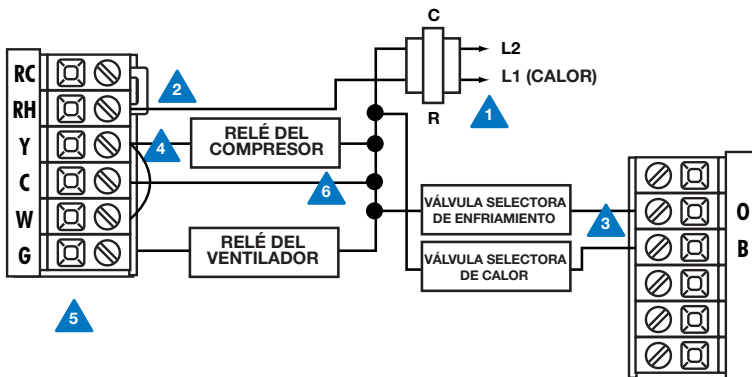 C
L2
L1 (CALOR)
R
1
RC
RH
Y
C
W
G
2
4
RELÉ DEL
COMPRESOR
6
RELÉ DEL
VENTILADOR
5
VÁLVULA SELECTORA
DE ENFRIAMIENTO
VÁLVULA SELECTORA
DE CALOR
3
O
B